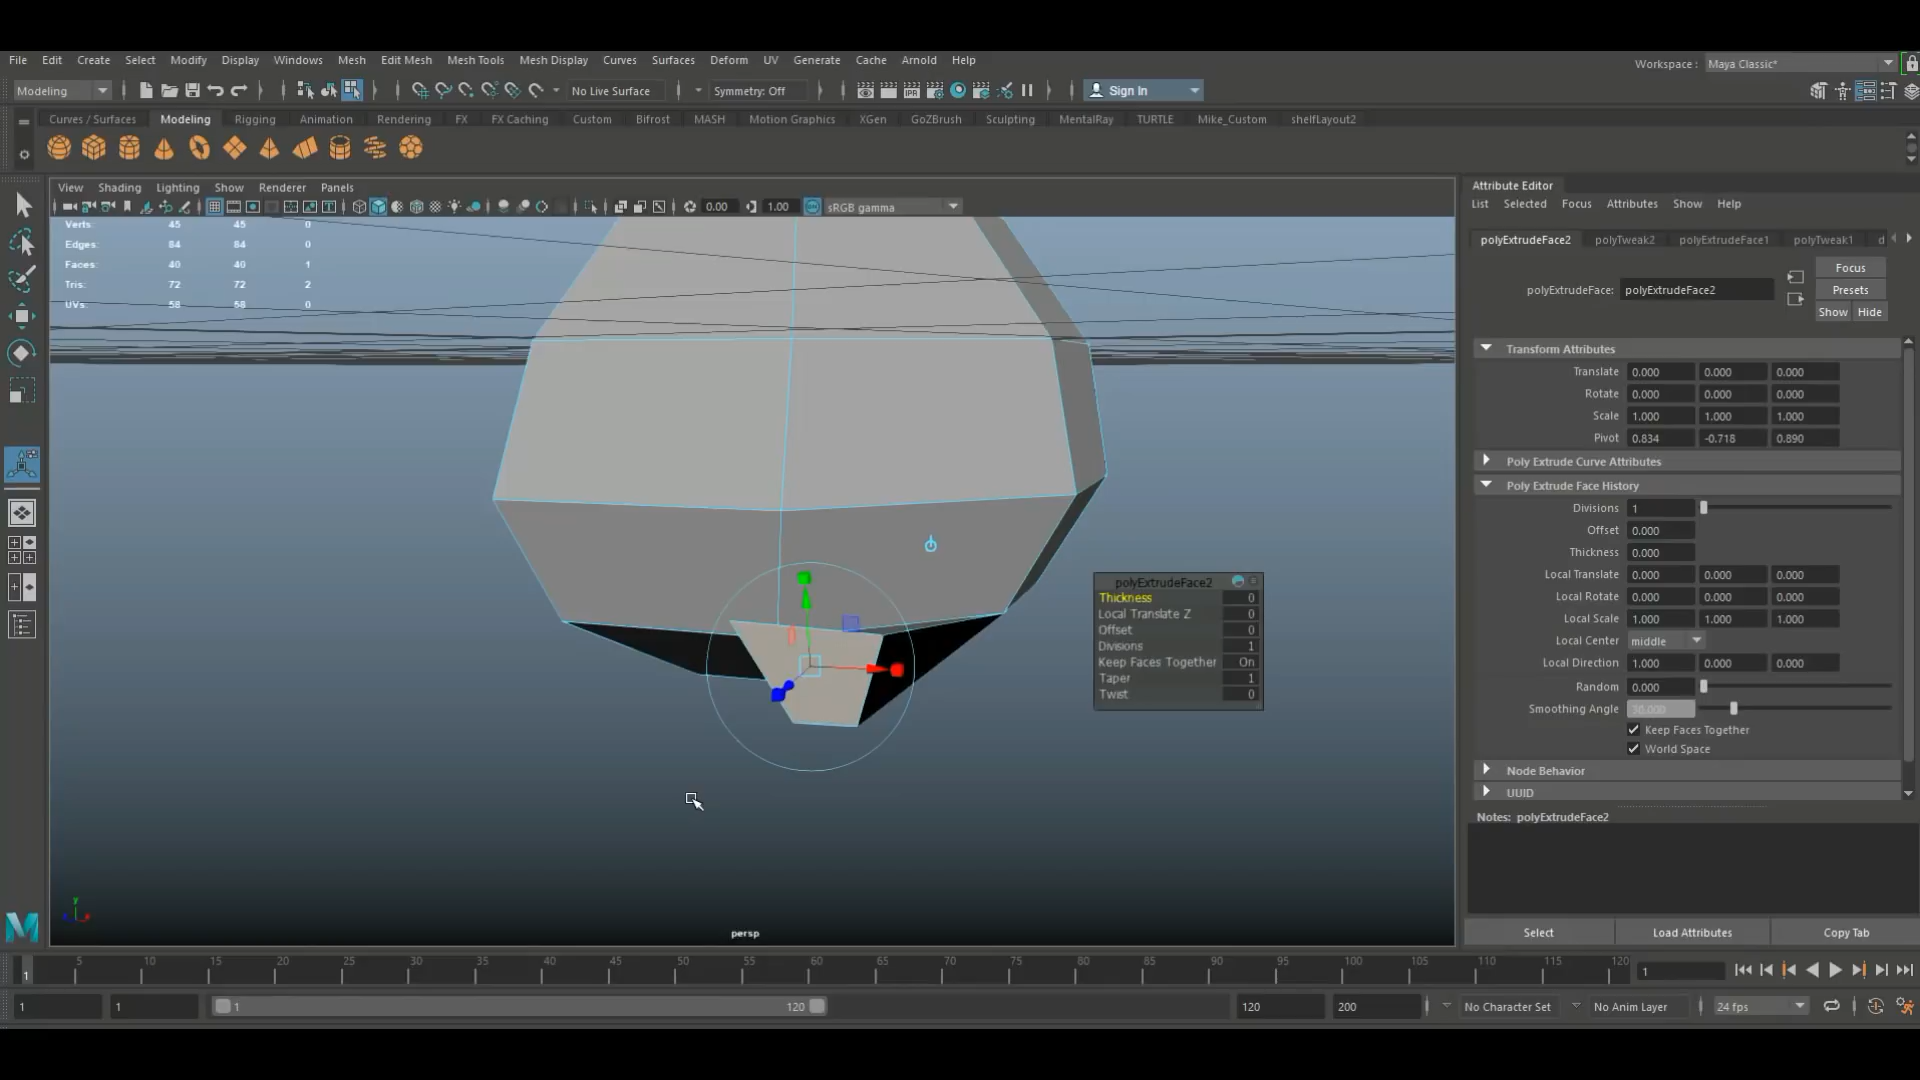 File Edit Create Select Modify Display Windows Mesh Edit Mesh Mesh Tools Mesh Display Curves Surfaces Deform UV Generate Cache Arnold Help
Workspace : Maya Classic*
Modeling No Live Surface Symmetry: Off Sign In
Curves / Surfaces Modeling Rigging Animation Rendering FX FX Caching Custom Bifrost MASH Motion Graphics XGen GoZBrush Sculpting MentalRay TURTLE Mike_Custom shelfLayout2
View Shading Lighting Show Renderer Panels
0.00 1.00 sRGB gamma
Verts: 45 45 0
Edges: 84 84 0
Faces: 40 40 1
Tris: 72 72 2
UVs: 58 58 0
polyExtrudeFace2
Thickness 0
Local Translate Z 0
Offset 0
Divisions 1
Keep Faces Together On
Taper 1
Twist 0
y
persp
Attribute Editor
List Selected Focus Attributes Show Help
polyExtrudeFace2 polyTweak2 polyExtrudeFace1 polyTweak1 d
polyExtrudeFace: polyExtrudeFace2
Focus
Presets
Show Hide
Transform Attributes
Translate 0.000 0.000 0.000
Rotate 0.000 0.000 0.000
Scale 1.000 1.000 1.000
Pivot 0.834 -0.718 0.890
Poly Extrude Curve Attributes
Poly Extrude Face History
Divisions 1
Offset 0.000
Thickness 0.000
Local Translate 0.000 0.000 0.000
Local Rotate 0.000 0.000 0.000
Local Scale 1.000 1.000 1.000
Local Center middle
Local Direction 1.000 0.000 0.000
Random 0.000
Smoothing Angle 30.000
Keep Faces Together
World Space
Node Behavior
UUID
Notes: polyExtrudeFace2
Select Load Attributes Copy Tab
1 5 10 15 20 25 30 35 40 45 50 55 60 65 70 75 80 85 90 95 100 105 110 115 120 1
1 1 1 120 120 200 No Character Set No Anim Layer 24 fps